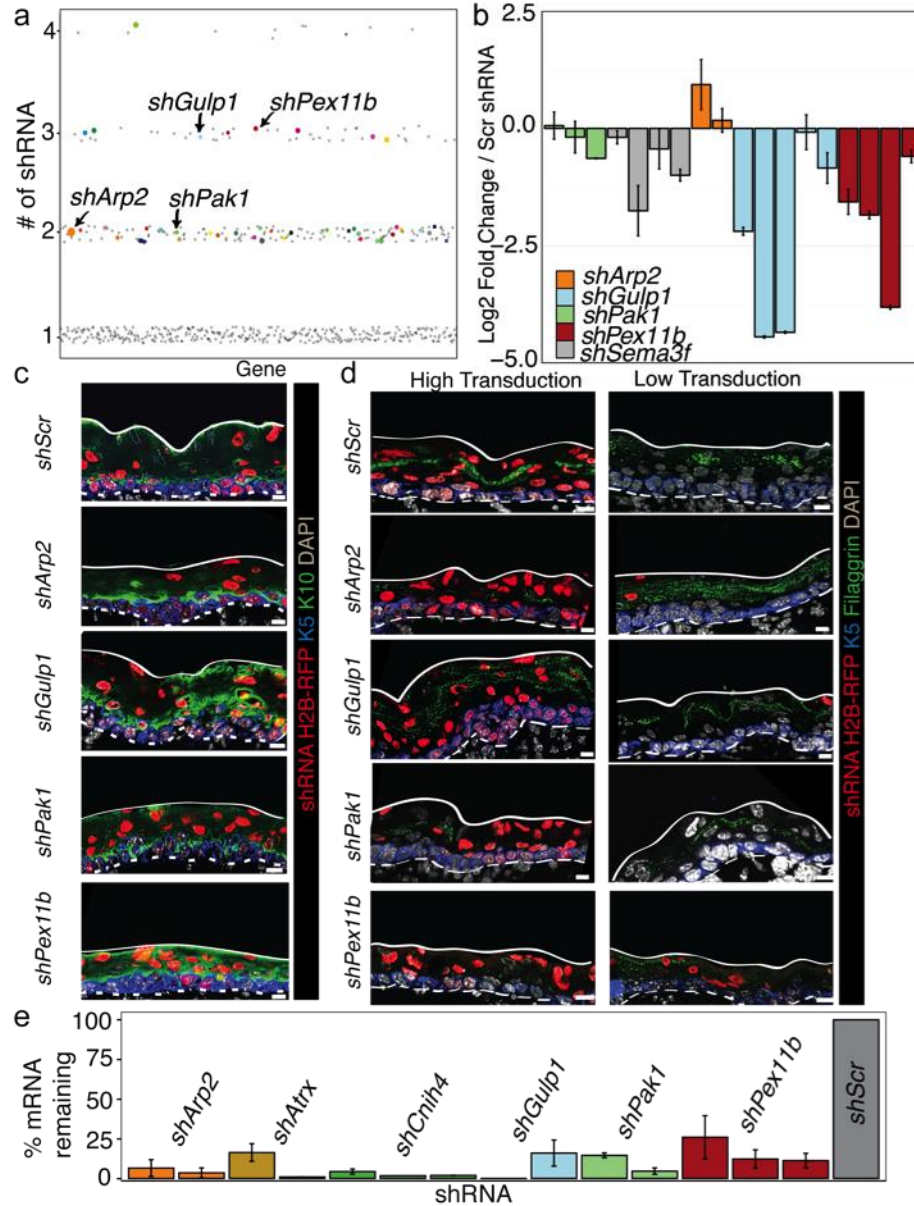 a
4
3
2
1
# of shRNA
shGulp1
shPex11b
shArp2
shPak1
Gene
b
2.5
0.0
-2.5
-5.0
Log2 Fold Change / Scr shRNA
shArp2
shGulp1
shPak1
shPex11b
shSema3f
c
shScr
shArp2
shGulp1
shPak1
shPex11b
shRNA H2B-RFP K5 K10 DAPI
d
High Transduction
Low Transduction
shScr
shArp2
shGulp1
shPak1
shPex11b
shRNA H2B-RFP K5 Filaggrin DAPI
e
% mRNA
remaining
100
75
50
25
0
shArp2
shAtrx
shCnih4
shGulp1
shPak1
shPex11b
shScr
shRNA